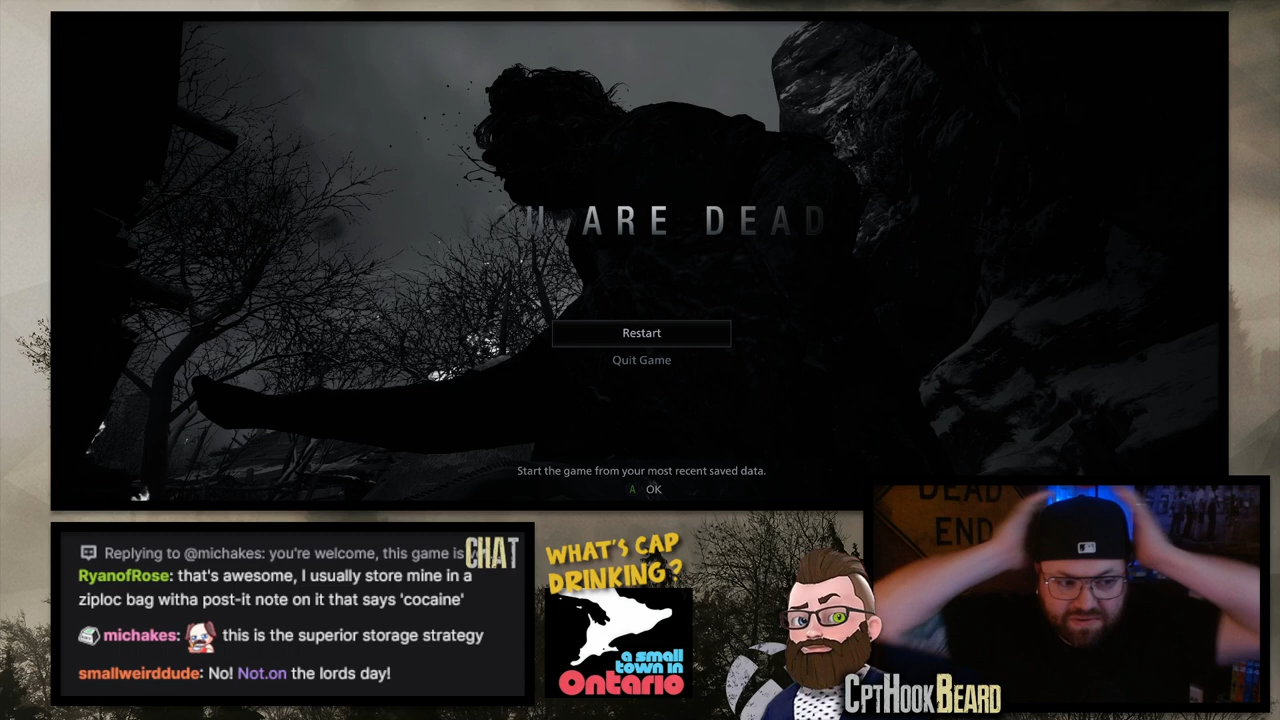 U ARE DEAD
Restart
Quit Game
Start the game from your most recent saved data.
A OK
DEAD
END
CHAT
Replying to @michakes: you're welcome, this game is
RyanofRose: that's awesome, I usually store mine in a
ziploc bag witha post-it note on it that says 'cocaine'
michakes: this is the superior storage strategy
smallweirddude: No! Not.on the lords day!
WHAT'S CAP
DRINKING?
a small
town in
Ontario
CPTHOOKBEARD